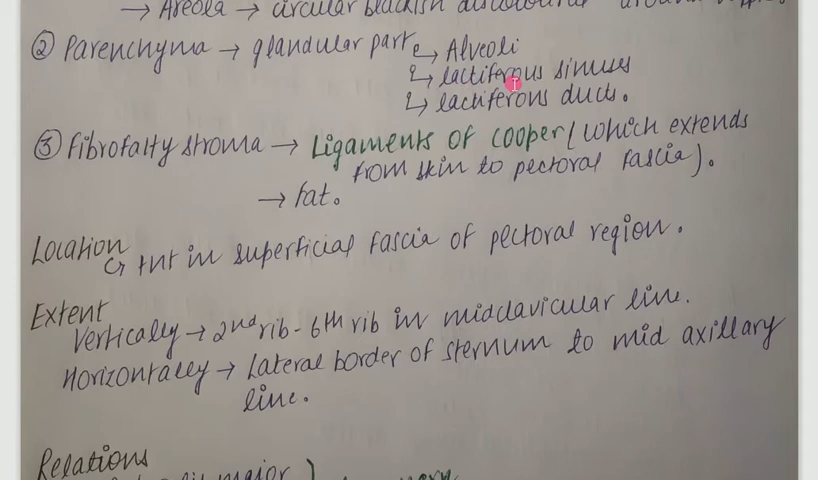 → Areola → circular blackish
② Parenchyma → glandular part
↳ Alveoli
↳ lactiferous sinuses
↳ lactiferous ducts.
③ Fibrofatty stroma → Ligaments of cooper (which extends
from skin to pectoral fascia).
→ Fat.
Location
↳ in superficial fascia of pectoral region.
Extent
Vertically → 2nd rib - 6th rib in midclavicular line.
Horizontally → Lateral border of sternum to mid axillary
line.
Relations
major )